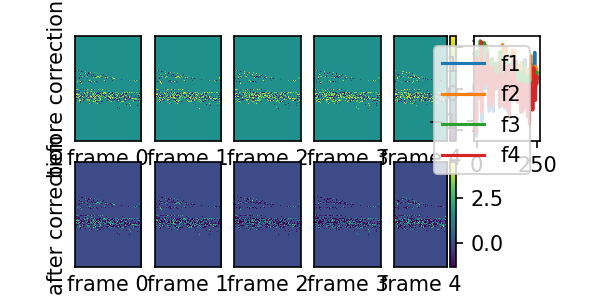 before correction
frame 0
frame 1
frame 2
frame 3
frame 4
f1
f2
f3
f4
0
250
after correction
2.5
0.0
frame 0
frame 1
frame 2
frame 3
frame 4